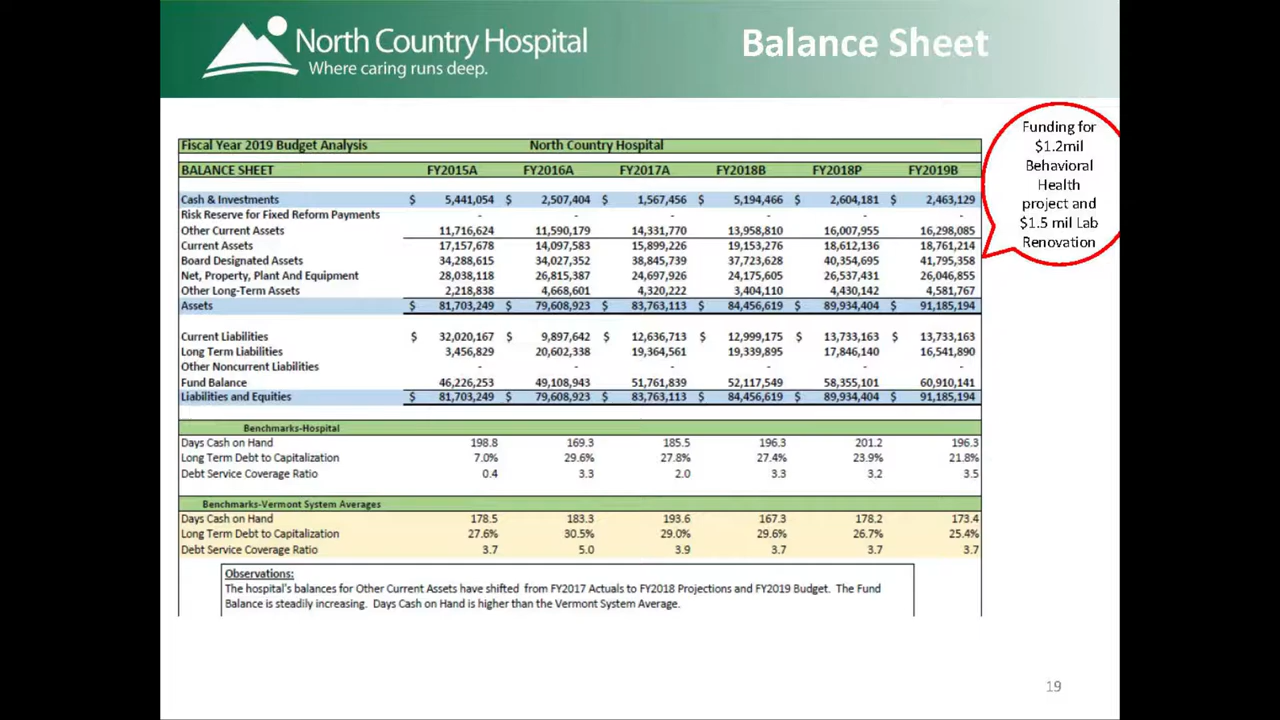 North Country Hospital
Where caring runs deep.
Balance Sheet
Funding for
$1.2mil
Behavioral
Health
project and
$1.5 mil Lab
Renovation
Fiscal Year 2019 Budget Analysis North Country Hospital
BALANCE SHEET FY2015A FY2016A FY2017A FY2018B FY2018P FY2019B
Cash & Investments $ 5,441,054 $ 2,507,404 $ 1,567,456 $ 5,194,466 $ 2,604,181 $ 2,463,129
Risk Reserve for Fixed Reform Payments - - - - - -
Other Current Assets 11,716,624 11,590,179 14,331,770 13,958,810 16,007,955 16,298,085
Current Assets 17,157,678 14,097,583 15,899,226 19,153,276 18,612,136 18,761,214
Board Designated Assets 34,288,615 34,027,352 38,845,739 37,723,628 40,354,695 41,795,358
Net, Property, Plant And Equipment 28,038,118 26,815,387 24,697,926 24,175,605 26,537,431 26,046,855
Other Long-Term Assets 2,218,838 4,668,601 4,320,222 3,404,110 4,430,142 4,581,767
Assets $ 81,703,249 $ 79,608,923 $ 83,763,113 $ 84,456,619 $ 89,934,404 $ 91,185,194
Current Liabilities $ 32,020,167 $ 9,897,642 $ 12,636,713 $ 12,999,175 $ 13,733,163 $ 13,733,163
Long Term Liabilities 3,456,829 20,602,338 19,364,561 19,339,895 17,846,140 16,541,890
Other Noncurrent Liabilities - - - - - -
Fund Balance 46,226,253 49,108,943 51,761,839 52,117,549 58,355,101 60,910,141
Liabilities and Equities $ 81,703,249 $ 79,608,923 $ 83,763,113 $ 84,456,619 $ 89,934,404 $ 91,185,194
Benchmarks-Hospital
Days Cash on Hand 198.8 169.3 185.5 196.3 201.2 196.3
Long Term Debt to Capitalization 7.0% 29.6% 27.8% 27.4% 23.9% 21.8%
Debt Service Coverage Ratio 0.4 3.3 2.0 3.3 3.2 3.5
Benchmarks-Vermont System Averages
Days Cash on Hand 178.5 183.3 193.6 167.3 178.2 173.4
Long Term Debt to Capitalization 27.6% 30.5% 29.0% 29.6% 26.7% 25.4%
Debt Service Coverage Ratio 3.7 5.0 3.9 3.7 3.7 3.7
Observations:
The hospital's balances for Other Current Assets have shifted from FY2017 Actuals to FY2018 Projections and FY2019 Budget. The Fund
Balance is steadily increasing. Days Cash on Hand is higher than the Vermont System Average.
19